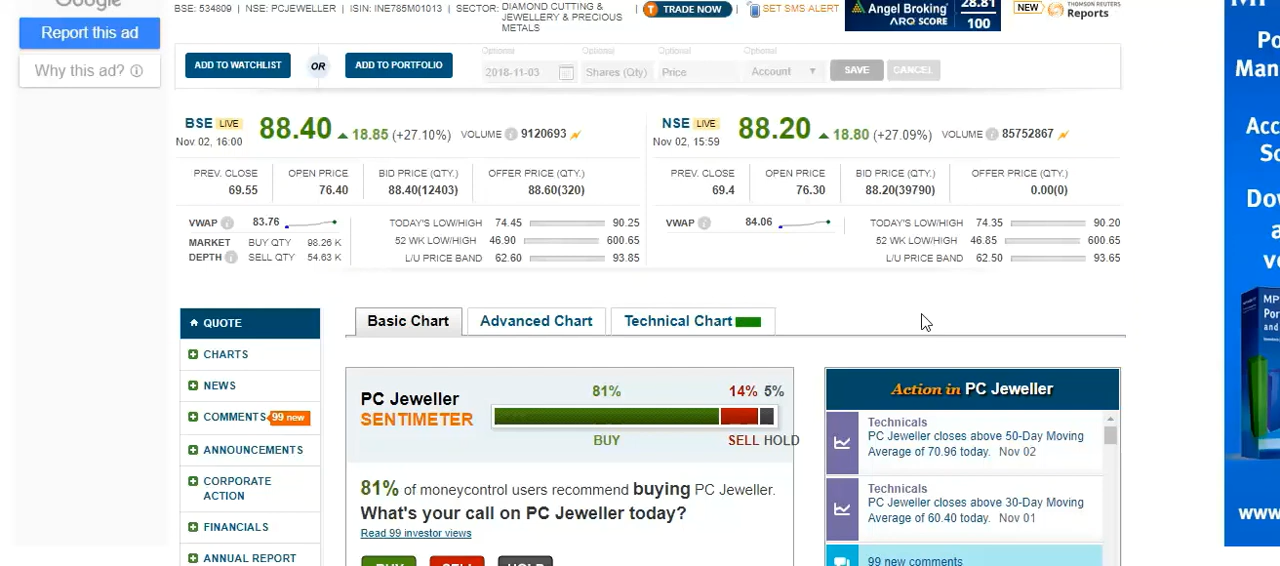 Google
Report this ad
Why this ad?
BSE: 534809 | NSE: PCJEWELLER | ISIN: INE785M01013 | SECTOR: DIAMOND CUTTING & JEWELLERY & PRECIOUS METALS
TRADE NOW
SET SMS ALERT
Angel Broking
ARQ SCORE
28.81
100
NEW
THOMSON REUTERS
Reports
ADD TO WATCHLIST OR ADD TO PORTFOLIO
Optional Optional Optional Optional
2018-11-03 Shares (Qty) Price Account SAVE CANCEL
BSE LIVE 88.40 18.85 (+27.10%) VOLUME 9120693
Nov 02, 16:00
PREV. CLOSE OPEN PRICE BID PRICE (QTY.) OFFER PRICE (QTY.)
69.55 76.40 88.40(12403) 88.60(320)
VWAP 83.76
MARKET DEPTH
BUY QTY 98.26 K
SELL QTY 54.63 K
TODAY'S LOW/HIGH 74.45 90.25
52 WK LOW/HIGH 46.90 600.65
L/U PRICE BAND 62.60 93.85
NSE LIVE 88.20 18.80 (+27.09%) VOLUME 85752867
Nov 02, 15:59
PREV. CLOSE OPEN PRICE BID PRICE (QTY.) OFFER PRICE (QTY.)
69.4 76.30 88.20(39790) 0.00(0)
VWAP 84.06
TODAY'S LOW/HIGH 74.35 90.20
52 WK LOW/HIGH 46.85 600.65
L/U PRICE BAND 62.50 93.65
QUOTE
CHARTS
NEWS
COMMENTS 99 new
ANNOUNCEMENTS
CORPORATE
ACTION
FINANCIALS
ANNUAL REPORT
Basic Chart Advanced Chart Technical Chart
PC Jeweller
SENTIMETER
81% 14% 5%
BUY SELL HOLD
81% of moneycontrol users recommend buying PC Jeweller.
What's your call on PC Jeweller today?
Read 99 investor views
BUY SELL HOLD
Action in PC Jeweller
Technicals
PC Jeweller closes above 50-Day Moving
Average of 70.96 today. Nov 02
Technicals
PC Jeweller closes above 30-Day Moving
Average of 60.40 today. Nov 01
99 new comments
Po
Man
Acc
So
Do
a
v
MP
Por
and
www